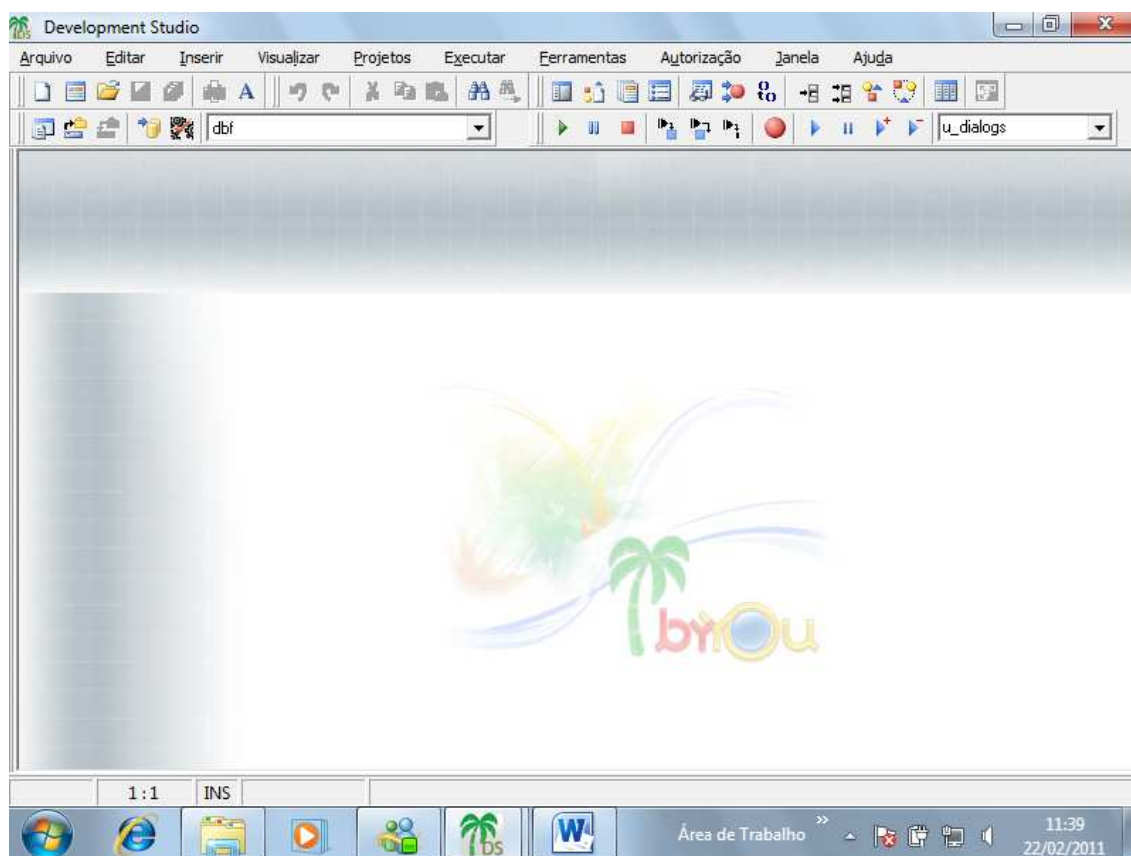 Development Studio
Arquivo Editar Inserir Visualizar Projetos Executar Ferramentas Autorização Janela Ajuda
dbf u_dialogs
byYou
1:1 INS
DS W Área de Trabalho » 11:39
22/02/2011